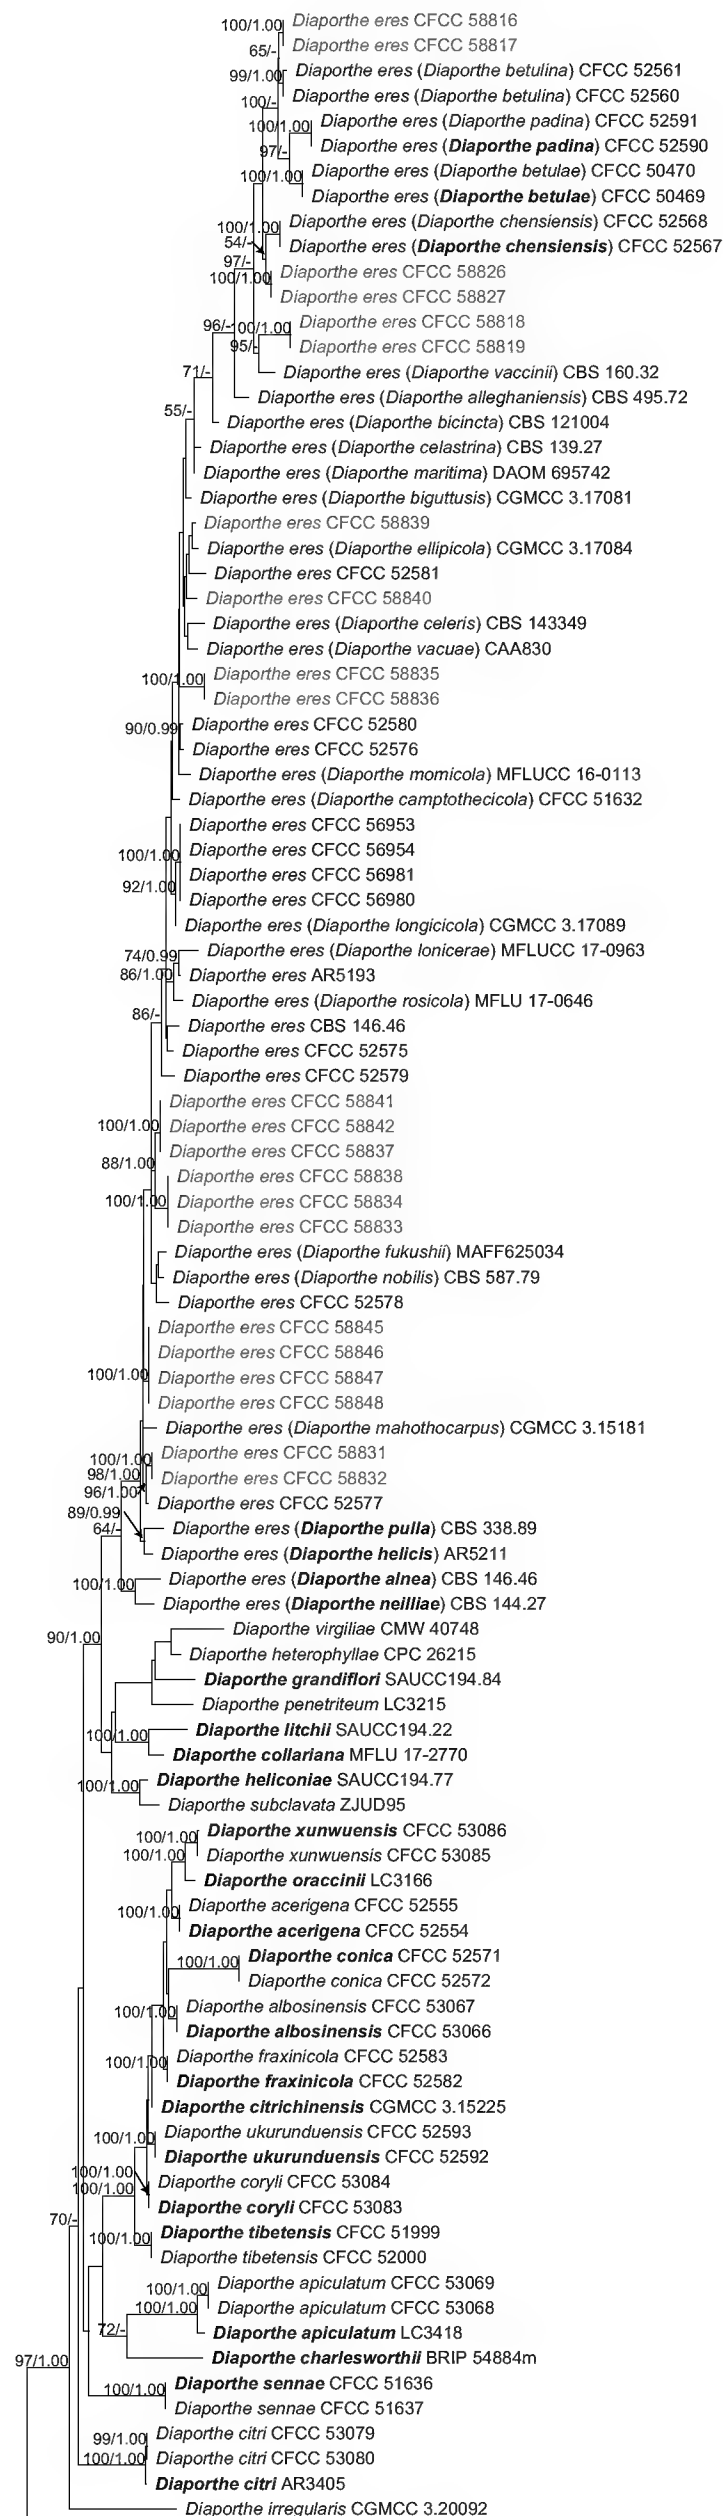 100/1.00 Diaporthe eres CFCC 58816
65/- Diaporthe eres CFCC 58817
99/1.00 Diaporthe eres (Diaporthe betulina) CFCC 52561
Diaporthe eres (Diaporthe betulina) CFCC 52560
100/-
100/1.00 Diaporthe eres (Diaporthe padina) CFCC 52591
Diaporthe eres (Diaporthe padina) CFCC 52590
97/-
100/1.00 Diaporthe eres (Diaporthe betulae) CFCC 50470
Diaporthe eres (Diaporthe betulae) CFCC 50469
100/1.00 Diaporthe eres (Diaporthe chensiensis) CFCC 52568
54/- Diaporthe eres (Diaporthe chensiensis) CFCC 52567
97/-
100/1.00 Diaporthe eres CFCC 58826
Diaporthe eres CFCC 58827
96/- 100/1.00 Diaporthe eres CFCC 58818
95/- Diaporthe eres CFCC 58819
71/- Diaporthe eres (Diaporthe vaccinii) CBS 160.32
Diaporthe eres (Diaporthe alleghaniensis) CBS 495.72
55/- Diaporthe eres (Diaporthe bicincta) CBS 121004
Diaporthe eres (Diaporthe celastrina) CBS 139.27
Diaporthe eres (Diaporthe maritima) DAOM 695742
Diaporthe eres (Diaporthe biguttusis) CGMCC 3.17081
Diaporthe eres CFCC 58839
Diaporthe eres (Diaporthe ellipicola) CGMCC 3.17084
Diaporthe eres CFCC 52581
Diaporthe eres CFCC 58840
Diaporthe eres (Diaporthe celeris) CBS 143349
Diaporthe eres (Diaporthe vacuae) CAA830
100/1.00 Diaporthe eres CFCC 58835
Diaporthe eres CFCC 58836
90/0.99 Diaporthe eres CFCC 52580
Diaporthe eres CFCC 52576
Diaporthe eres (Diaporthe momicola) MFLUCC 16-0113
Diaporthe eres (Diaporthe camptothecicola) CFCC 51632
Diaporthe eres CFCC 56953
100/1.00 Diaporthe eres CFCC 56954
92/1.00 Diaporthe eres CFCC 56981
Diaporthe eres CFCC 56980
Diaporthe eres (Diaporthe longicicola) CGMCC 3.17089
74/0.99 Diaporthe eres (Diaporthe lonicerae) MFLUCC 17-0963
86/1.00 Diaporthe eres AR5193
Diaporthe eres (Diaporthe rosicola) MFLU 17-0646
86/- Diaporthe eres CBS 146.46
Diaporthe eres CFCC 52575
Diaporthe eres CFCC 52579
Diaporthe eres CFCC 58841
100/1.00 Diaporthe eres CFCC 58842
Diaporthe eres CFCC 58837
88/1.00 Diaporthe eres CFCC 58838
100/1.00 Diaporthe eres CFCC 58834
Diaporthe eres CFCC 58833
Diaporthe eres (Diaporthe fukushii) MAFF625034
Diaporthe eres (Diaporthe nobilis) CBS 587.79
Diaporthe eres CFCC 52578
Diaporthe eres CFCC 58845
Diaporthe eres CFCC 58846
100/1.00 Diaporthe eres CFCC 58847
Diaporthe eres CFCC 58848
Diaporthe eres (Diaporthe mahothocarpus) CGMCC 3.15181
100/1.00 Diaporthe eres CFCC 58831
98/1.00 Diaporthe eres CFCC 58832
96/1.00 Diaporthe eres CFCC 52577
89/0.99
64/- Diaporthe eres (Diaporthe pulla) CBS 338.89
Diaporthe eres (Diaporthe helicis) AR5211
100/1.00 Diaporthe eres (Diaporthe alnea) CBS 146.46
Diaporthe eres (Diaporthe neilliae) CBS 144.27
90/1.00 Diaporthe virgiliae CMW 40748
Diaporthe heterophyllae CPC 26215
Diaporthe grandiflori SAUCC194.84
Diaporthe penetriteum LC3215
100/1.00 Diaporthe litchii SAUCC194.22
Diaporthe collariana MFLU 17-2770
100/1.00 Diaporthe heliconiae SAUCC194.77
Diaporthe subclavata ZJUD95
100/1.00 Diaporthe xunwuensis CFCC 53086
100/1.00 Diaporthe xunwuensis CFCC 53085
Diaporthe oraccinii LC3166
100/1.00 Diaporthe acerigena CFCC 52555
Diaporthe acerigena CFCC 52554
100/1.00 Diaporthe conica CFCC 52571
Diaporthe conica CFCC 52572
100/1.00 Diaporthe albosinensis CFCC 53067
Diaporthe albosinensis CFCC 53066
100/1.00 Diaporthe fraxinicola CFCC 52583
Diaporthe fraxinicola CFCC 52582
Diaporthe citrichinensis CGMCC 3.15225
100/1.00 Diaporthe ukurunduensis CFCC 52593
Diaporthe ukurunduensis CFCC 52592
100/1.00 Diaporthe coryli CFCC 53084
100/1.00 Diaporthe coryli CFCC 53083
70/-
100/1.00 Diaporthe tibetensis CFCC 51999
Diaporthe tibetensis CFCC 52000
100/1.00 Diaporthe apiculatum CFCC 53069
100/1.00 Diaporthe apiculatum CFCC 53068
72/- Diaporthe apiculatum LC3418
97/1.00 Diaporthe charlesworthii BRIP 54884m
100/1.00 Diaporthe sennae CFCC 51636
Diaporthe sennae CFCC 51637
99/1.00 Diaporthe citri CFCC 53079
100/1.00 Diaporthe citri CFCC 53080
Diaporthe citri AR3405
Diaporthe irregularis CGMCC 3.20092